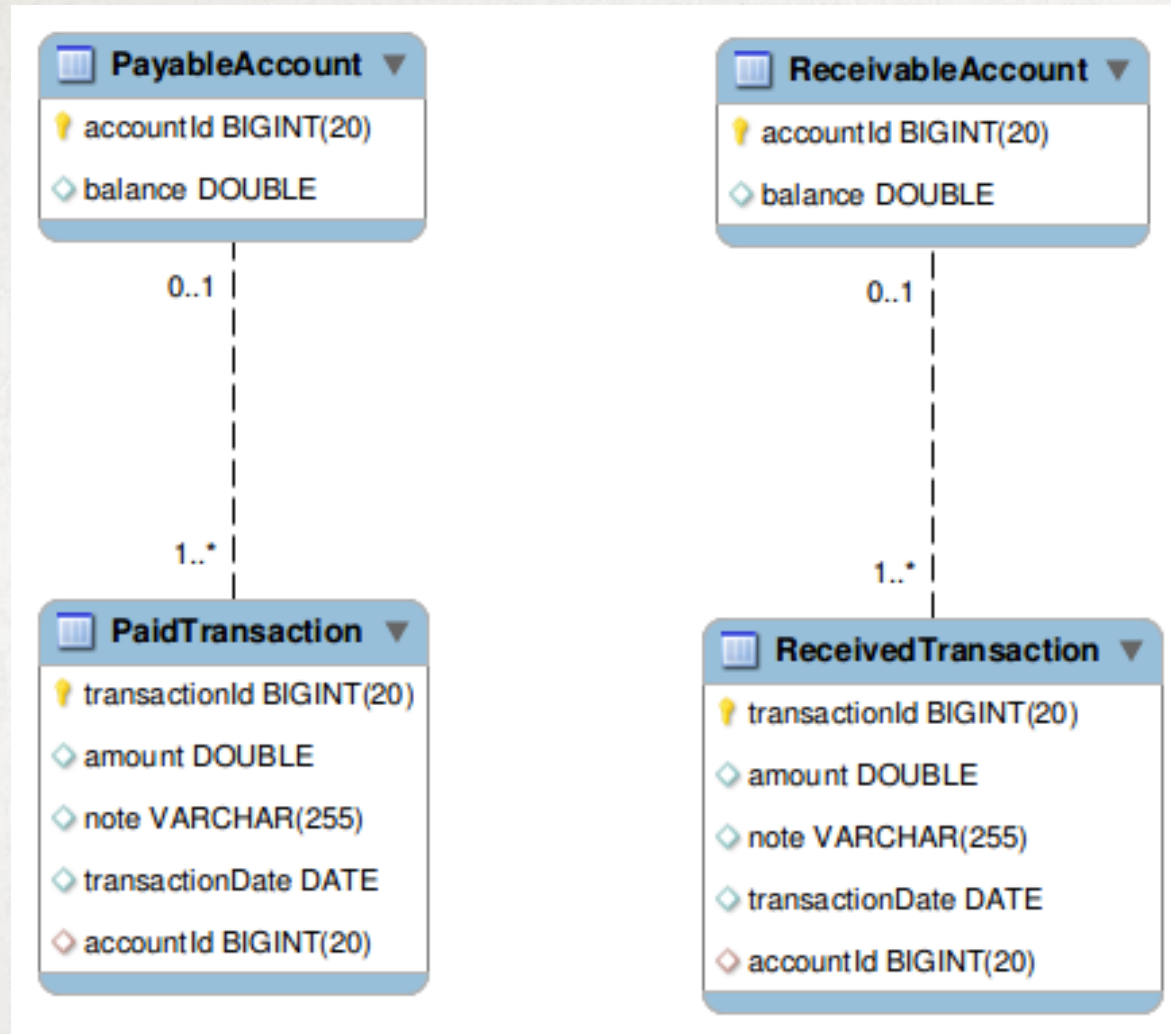 PayableAccount
accountId BIGINT(20)
balance DOUBLE
0..1
1..*
PaidTransaction
transactionId BIGINT(20)
amount DOUBLE
note VARCHAR(255)
transactionDate DATE
accountId BIGINT(20)
ReceivableAccount
accountId BIGINT(20)
balance DOUBLE
0..1
1..*
ReceivedTransaction
transactionId BIGINT(20)
amount DOUBLE
note VARCHAR(255)
transactionDate DATE
accountId BIGINT(20)